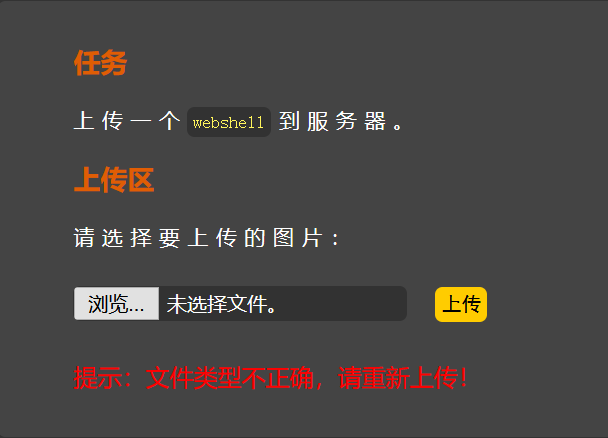 任务
上传一个 webshell 到服务器。
上传区
请选择要上传的图片：
浏览... 未选择文件。 上传
提示：文件类型不正确，请重新上传！